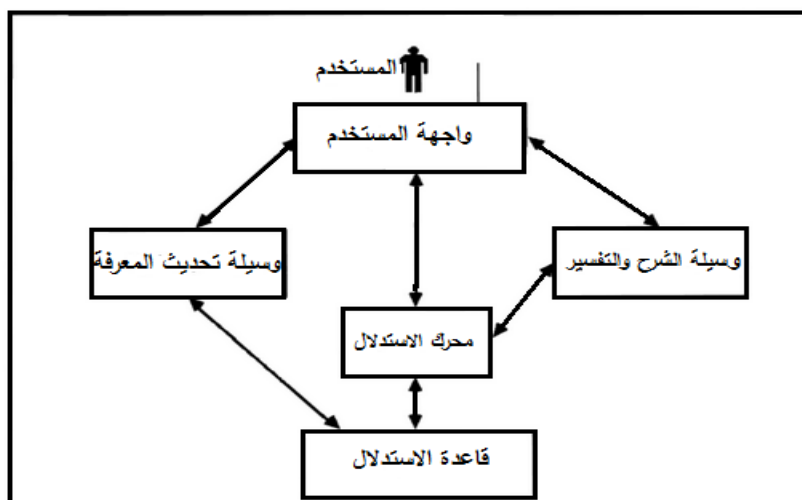 المستخدم
واجهة المستخدم
وسيلة الشرح والتفسير
وسيلة تحديث المعرفة
محرك الاستدلال
قاعدة الاستدلال